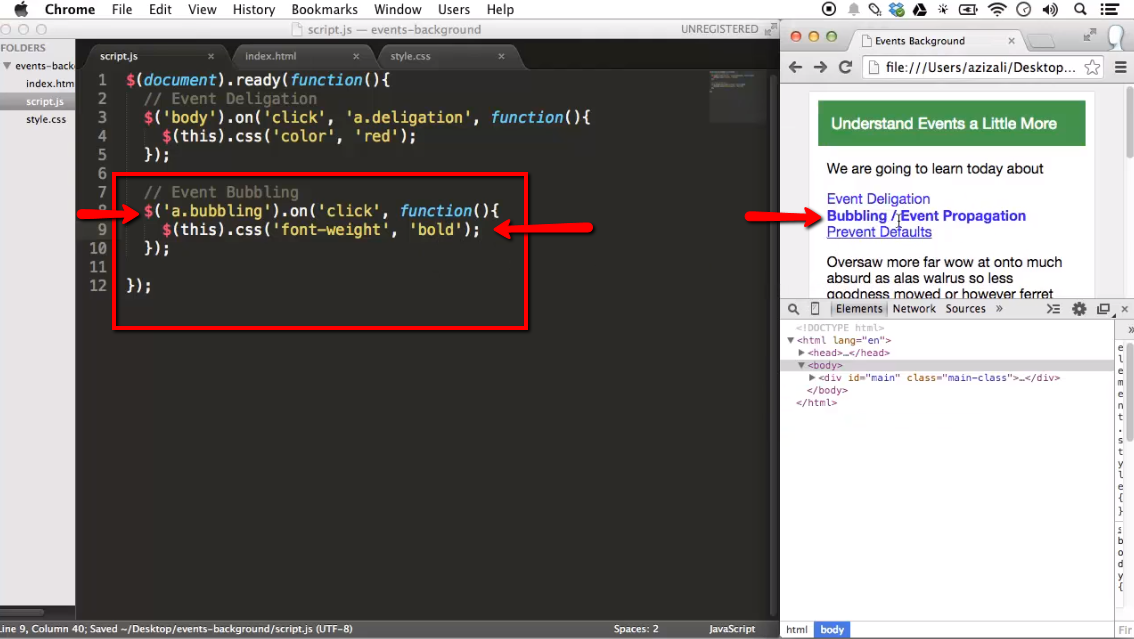 Chrome File Edit View History Bookmarks Window Users Help
script.js — events-background
UNREGISTERED
FOLDERS
events-back
index.htm
script.js
style.css
script.js × index.html × style.css ×
1 $(document).ready(function(){
2 // Event Deligation
3 $('body').on('click', 'a.deligation', function(){
4 $(this).css('color', 'red');
5 });
6
7 // Event Bubbling
8 $('a.bubbling').on('click', function(){
9 $(this).css('font-weight', 'bold');
10 });
11
12 });
Line 9, Column 40; Saved ~/Desktop/events-background/script.js (UTF-8)
Spaces: 2
JavaScript
Events Background ×
file:///Users/azizali/Desktop...
Understand Events a Little More
We are going to learn today about
Event Deligation
Bubbling / Event Propagation
Prevent Defaults
Oversaw more far wow at onto much
absurd as alas walrus so less
goodness mowed or however ferret
Elements Network Sources » ×
<!DOCTYPE html>
<html lang="en">
<head>…</head>
<body>
<div id="main" class="main-class">…</div>
</body>
</html>
html body